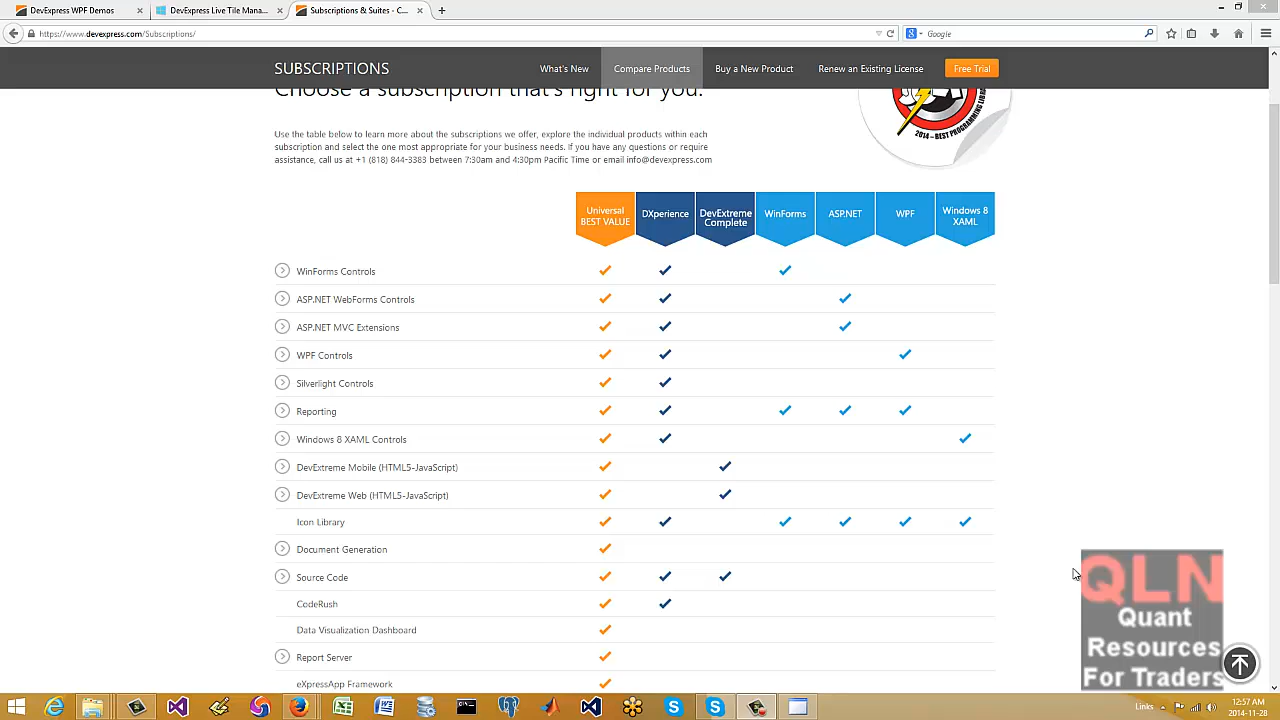 DevExpress WPF Demos
DevExpress Live Tile Mana...
Subscriptions & Suites - C...
https://www.devexpress.com/Subscriptions/
Google
SUBSCRIPTIONS
What's New
Compare Products
Buy a New Product
Renew an Existing License
Free Trial
Choose a subscription that's right for you.
2014 – BEST PROGRAMMING LIBR
Use the table below to learn more about the subscriptions we offer, explore the individual products within each
subscription and select the one most appropriate for your business needs. If you have any questions or require
assistance, call us at +1 (818) 844-3383 between 7:30am and 4:30pm Pacific Time or email info@devexpress.com
Universal
BEST VALUE
DXperience
DevExtreme
Complete
WinForms
ASP.NET
WPF
Windows 8
XAML
WinForms Controls
ASP.NET WebForms Controls
ASP.NET MVC Extensions
WPF Controls
Silverlight Controls
Reporting
Windows 8 XAML Controls
DevExtreme Mobile (HTML5-JavaScript)
DevExtreme Web (HTML5-JavaScript)
Icon Library
Document Generation
Source Code
CodeRush
Data Visualization Dashboard
Report Server
eXpressApp Framework
QLN
Quant
Resources
For Traders
Links
12:57 AM
2014-11-28